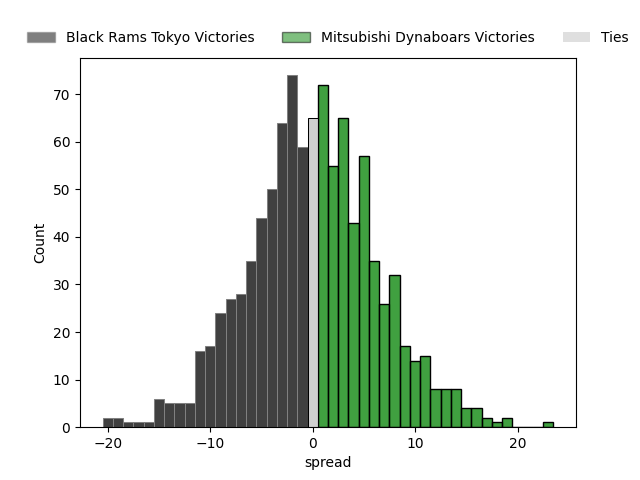 Black Rams Tokyo Victories Mitsubishi Dynaboars Victories Ties
70
60
50
40
30
20
10
0
Count
−20 −10 0 10 20
spread